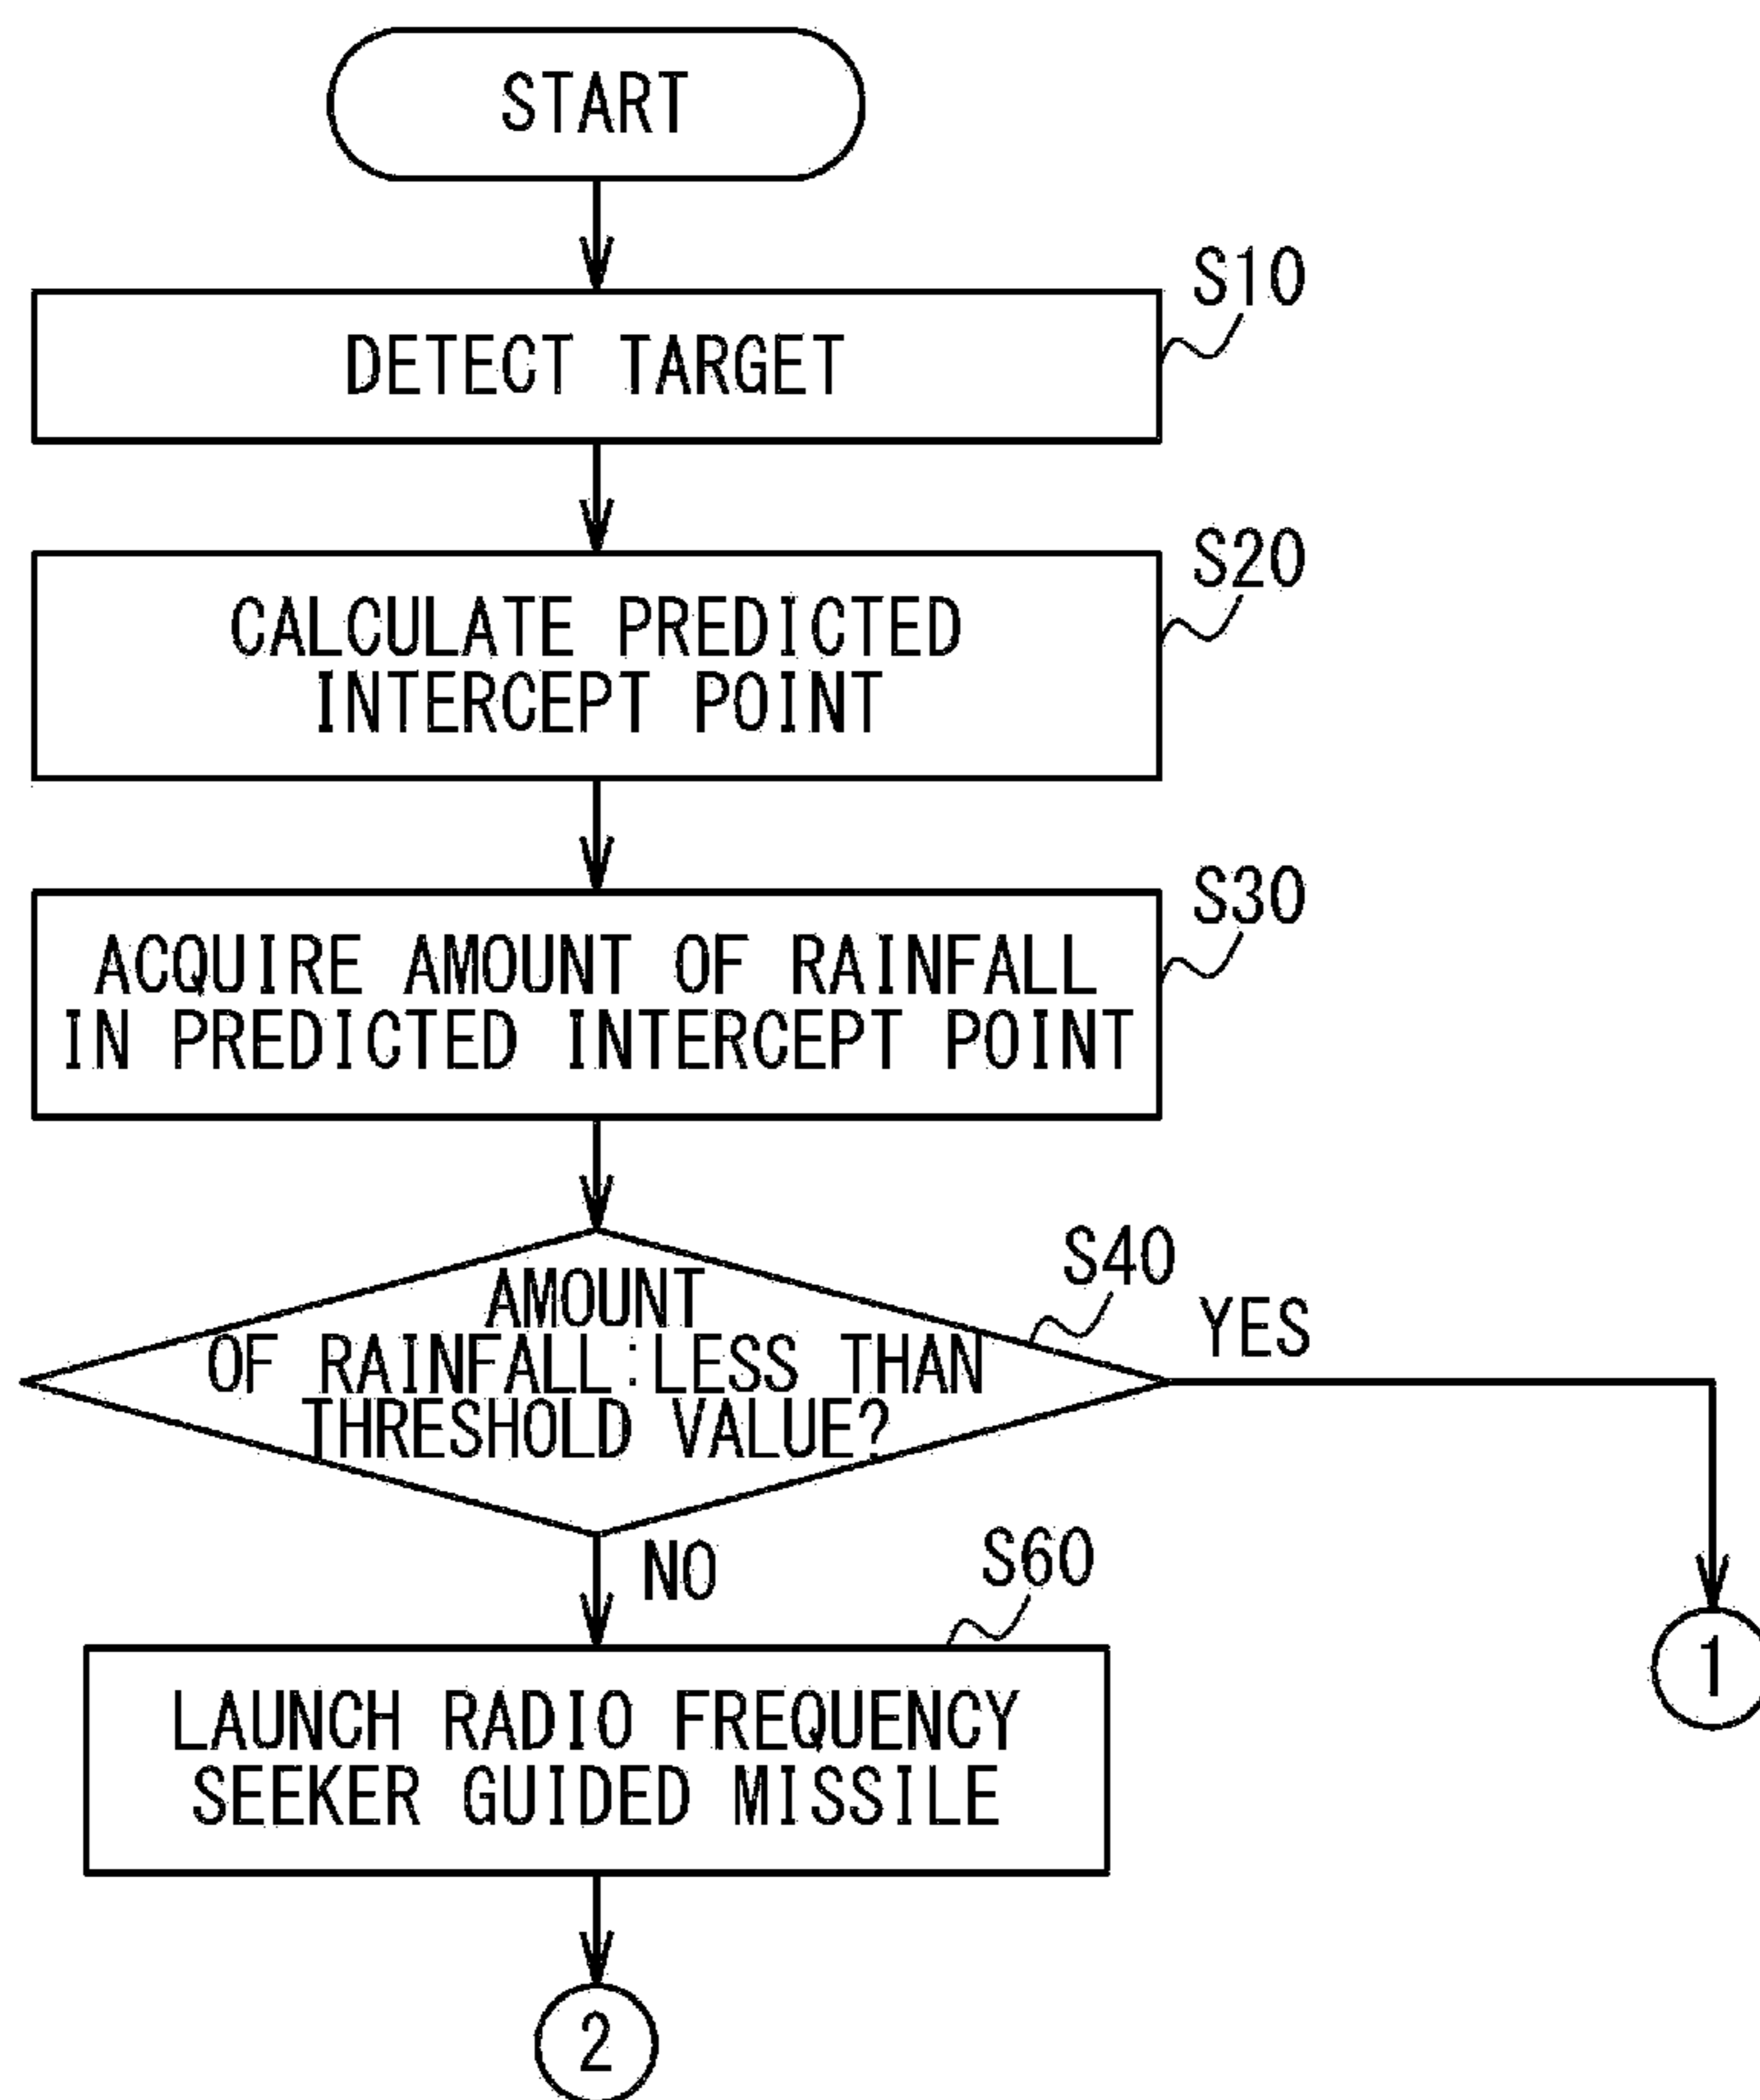 START
S10
DETECT TARGET
S20
CALCULATE PREDICTED
INTERCEPT POINT
S30
ACQUIRE AMOUNT OF RAINFALL
IN PREDICTED INTERCEPT POINT
S40
AMOUNT
OF RAINFALL:LESS THAN
THRESHOLD VALUE?
YES
NO
S60
1
LAUNCH RADIO FREQUENCY
SEEKER GUIDED MISSILE
2